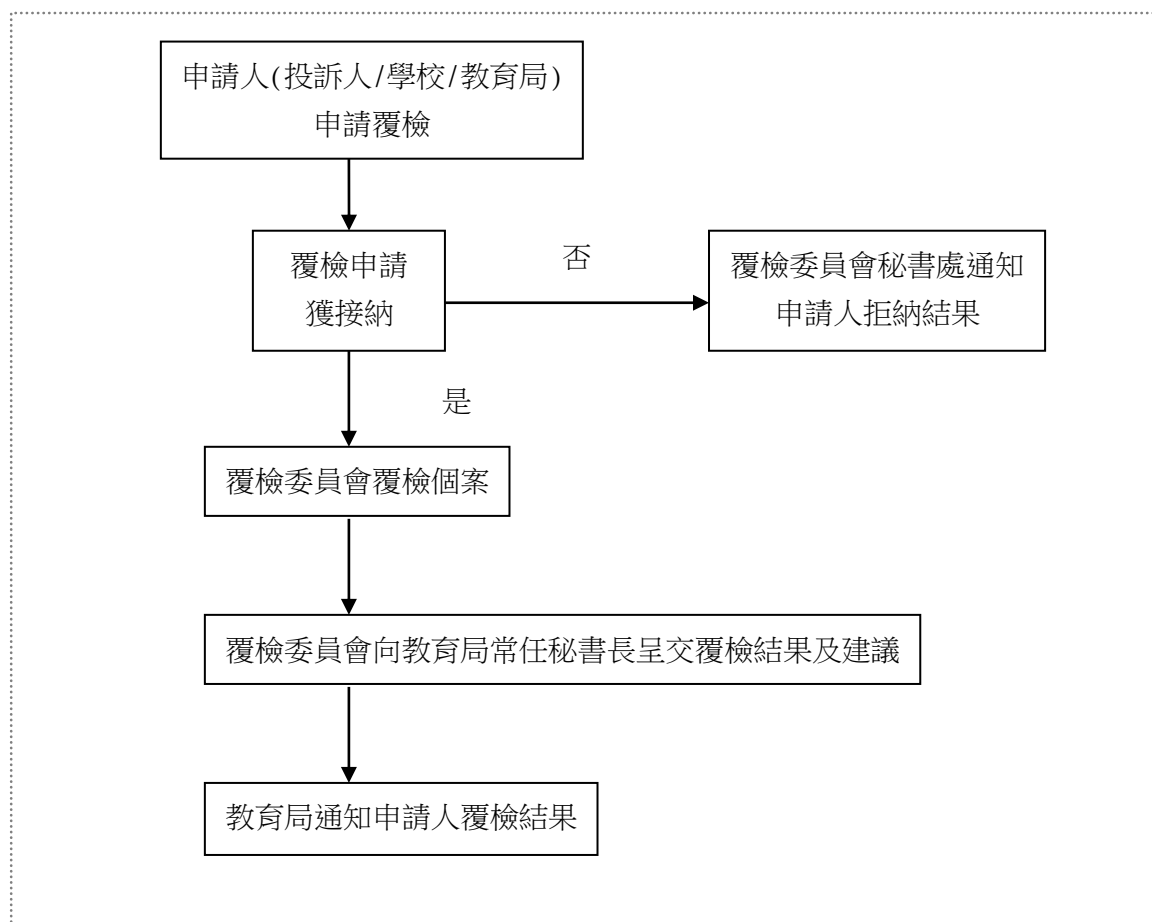 申請人(投訴人/學校/教育局)
申請覆檢
覆檢申請
獲接納
否
覆檢委員會秘書處通知
申請人拒納結果
是
覆檢委員會覆檢個案
覆檢委員會向教育局常任秘書長呈交覆檢結果及建議
教育局通知申請人覆檢結果